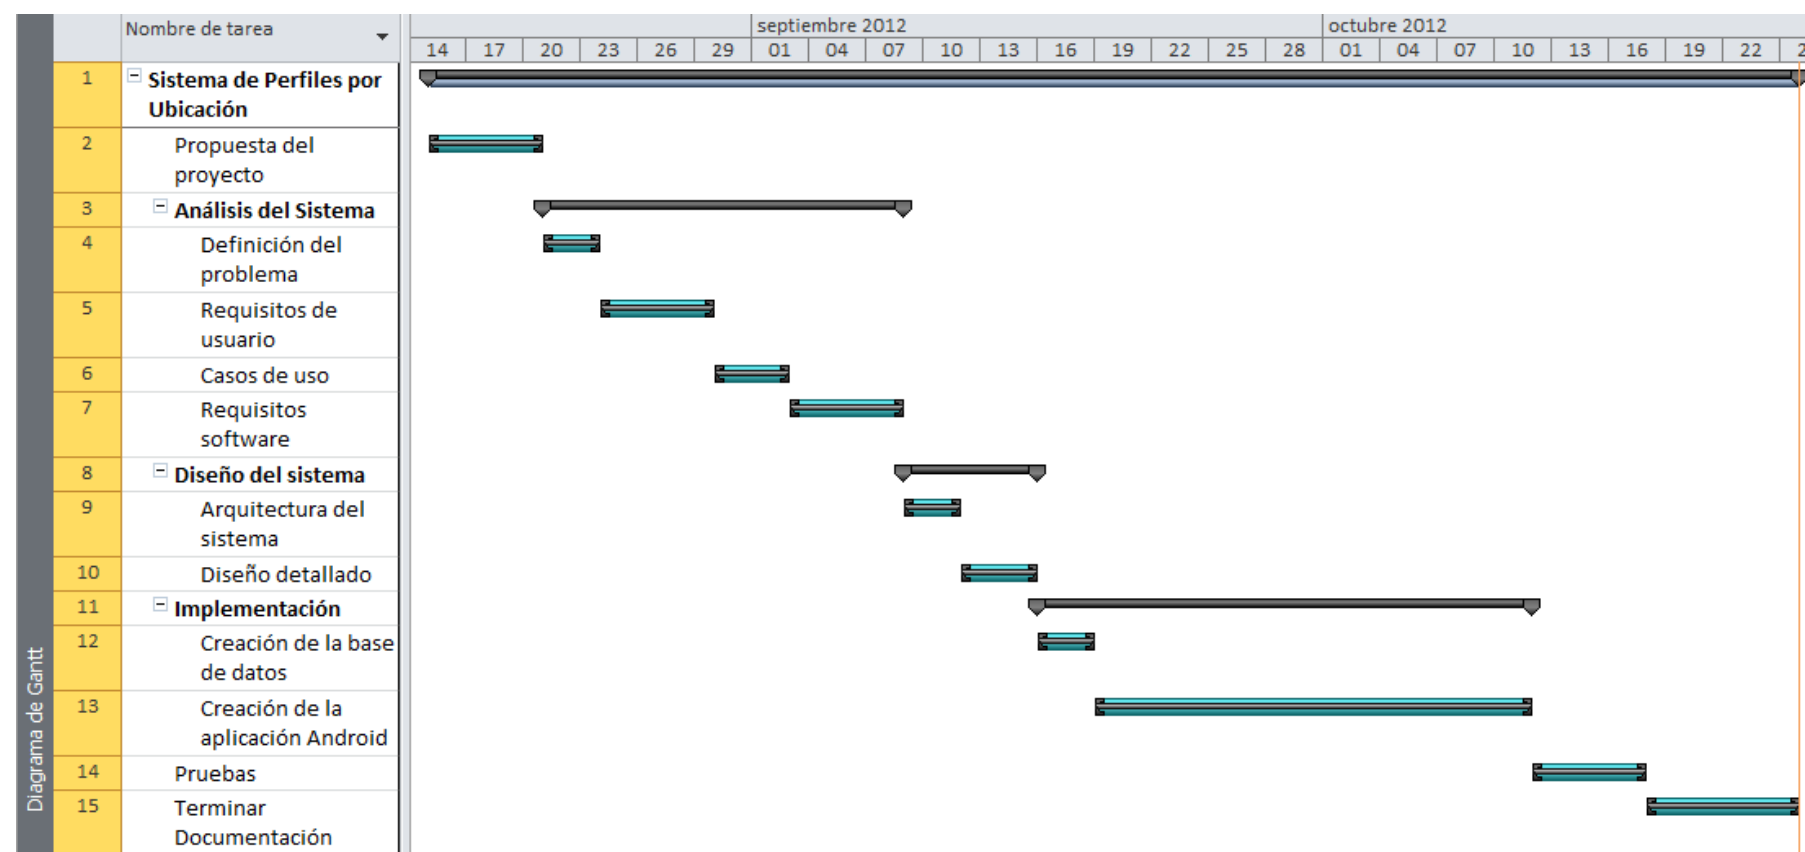 Nombre de tarea
septiembre 2012
octubre 2012
14 17 20 23 26 29 01 04 07 10 13 16 19 22 25 28 01 04 07 10 13 16 19 22 2
1 Sistema de Perfiles por
Ubicación
2 Propuesta del
proyecto
3 Análisis del Sistema
4 Definición del
problema
5 Requisitos de
usuario
6 Casos de uso
7 Requisitos
software
8 Diseño del sistema
9 Arquitectura del
sistema
10 Diseño detallado
11 Implementación
12 Creación de la base
de datos
13 Creación de la
aplicación Android
14 Pruebas
15 Terminar
Documentación
Diagrama de Gantt